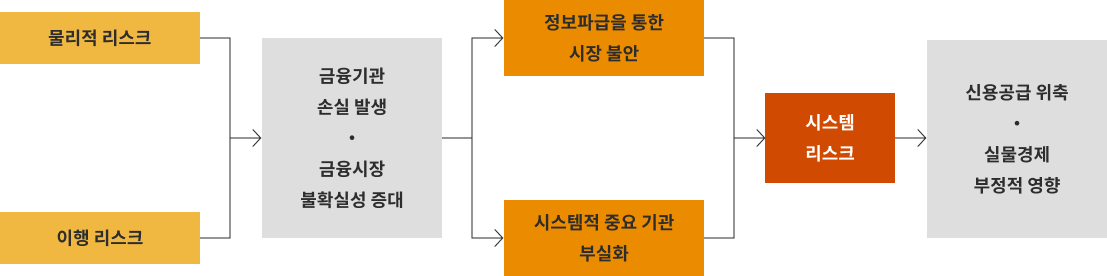 물리적 리스크
이행 리스크
금융기관
손실 발생
•
금융시장
불확실성 증대
정보파급을 통한
시장 불안
시스템적 중요 기관
부실화
시스템
리스크
신용공급 위축
•
실물경제
부정적 영향